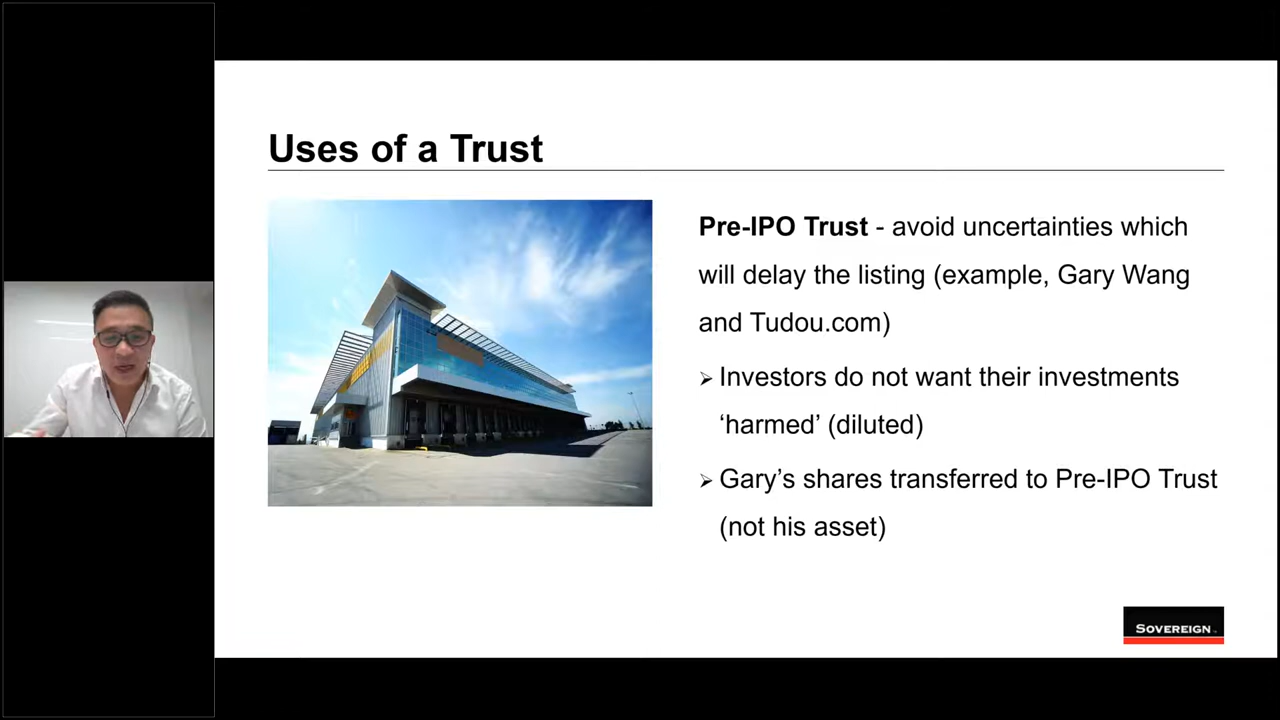 Uses of a Trust
Pre-IPO Trust - avoid uncertainties which
will delay the listing (example, Gary Wang
and Tudou.com)
➢ Investors do not want their investments
‘harmed’ (diluted)
➢ Gary’s shares transferred to Pre-IPO Trust
(not his asset)
SOVEREIGN